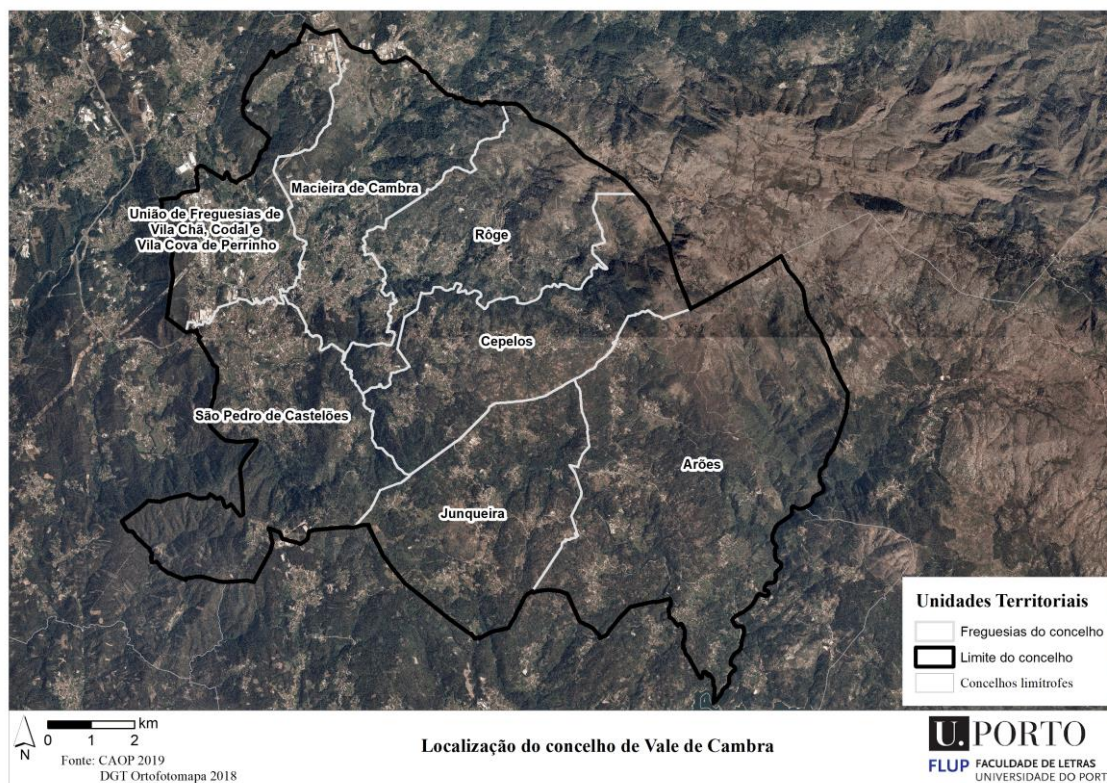 Macieira de Cambra
União de Freguesias de
Vila Chã, Codal e
Vila Cova de Perrinho
Rôge
Cepelos
São Pedro de Castelões
Arões
Junqueira
Unidades Territoriais
Freguesias do concelho
Limite do concelho
Concelhos limítrofes
N
0 1 2 km
Fonte: CAOP 2019
DGT Ortofotomapa 2018
Localização do concelho de Vale de Cambra
U.PORTO
FLUP FACULDADE DE LETRAS
UNIVERSIDADE DO PORT